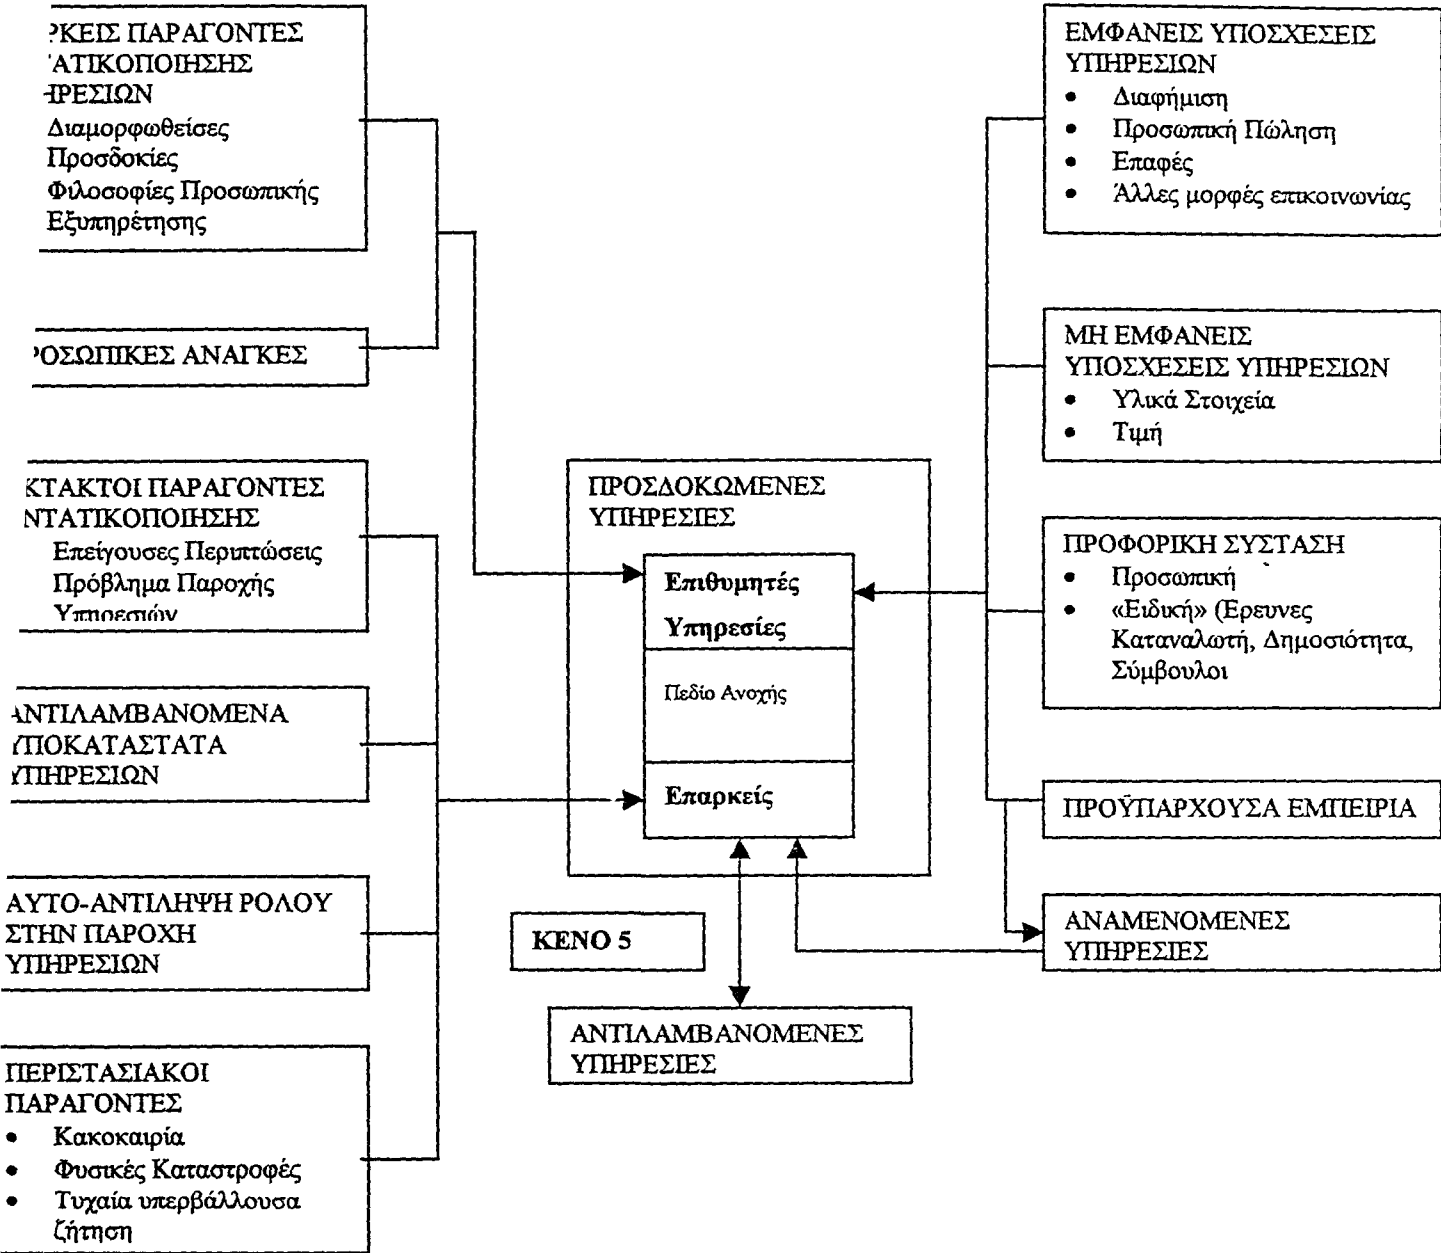 ΡΚΕΙΣ ΠΑΡΑΓΟΝΤΕΣ
ΑΤΙΚΟΠΟΙΗΣΗΣ
ΗΡΕΣΙΩΝ
Διαμορφωθείσες
Προσδοκίες
Φιλοσοφίες Προσωπικής
Εξυπηρέτησης
ΡΟΣΩΠΙΚΕΣ ΑΝΑΓΚΕΣ
ΚΤΑΚΤΟΙ ΠΑΡΑΓΟΝΤΕΣ
ΝΤΑΤΙΚΟΠΟΙΗΣΗΣ
Επείγουσες Περιπτώσεις
Πρόβλημα Παροχής
Υπηρεσιών
ΑΝΤΙΛΑΜΒΑΝΟΜΕΝΑ
ΥΠΟΚΑΤΑΣΤΑΤΑ
ΥΠΗΡΕΣΙΩΝ
ΑΥΤΟ-ΑΝΤΙΛΗΨΗ ΡΟΛΟΥ
ΣΤΗΝ ΠΑΡΟΧΗ
ΥΠΗΡΕΣΙΩΝ
ΠΕΡΙΣΤΑΣΙΑΚΟΙ
ΠΑΡΑΓΟΝΤΕΣ
• Κακοκαιρία
• Φυσικές Καταστροφές
• Τυχαία υπερβάλλουσα
ζήτηση
ΠΡΟΣΔΟΚΩΜΕΝΕΣ
ΥΠΗΡΕΣΙΕΣ
Επιθυμητές
Υπηρεσίες
Πεδίο Ανοχής
Επαρκείς
ΚΕΝΟ 5
ΑΝΤΙΛΑΜΒΑΝΟΜΕΝΕΣ
ΥΠΗΡΕΣΙΕΣ
ΕΜΦΑΝΕΙΣ ΥΠΟΣΧΕΣΕΙΣ
ΥΠΗΡΕΣΙΩΝ
• Διαφήμιση
• Προσωπική Πώληση
• Επαφές
• Άλλες μορφές επικοινωνίας
ΜΗ ΕΜΦΑΝΕΙΣ
ΥΠΟΣΧΕΣΕΙΣ ΥΠΗΡΕΣΙΩΝ
• Υλικά Στοιχεία
• Τιμή
ΠΡΟΦΟΡΙΚΗ ΣΥΣΤΑΣΗ
• Προσωπική
• «Ειδική» (Έρευνες
Καταναλωτή, Δημοσιότητα,
Σύμβουλοι
ΠΡΟΫΠΑΡΧΟΥΣΑ ΕΜΠΕΙΡΙΑ
ΑΝΑΜΕΝΟΜΕΝΕΣ
ΥΠΗΡΕΣΙΕΣ